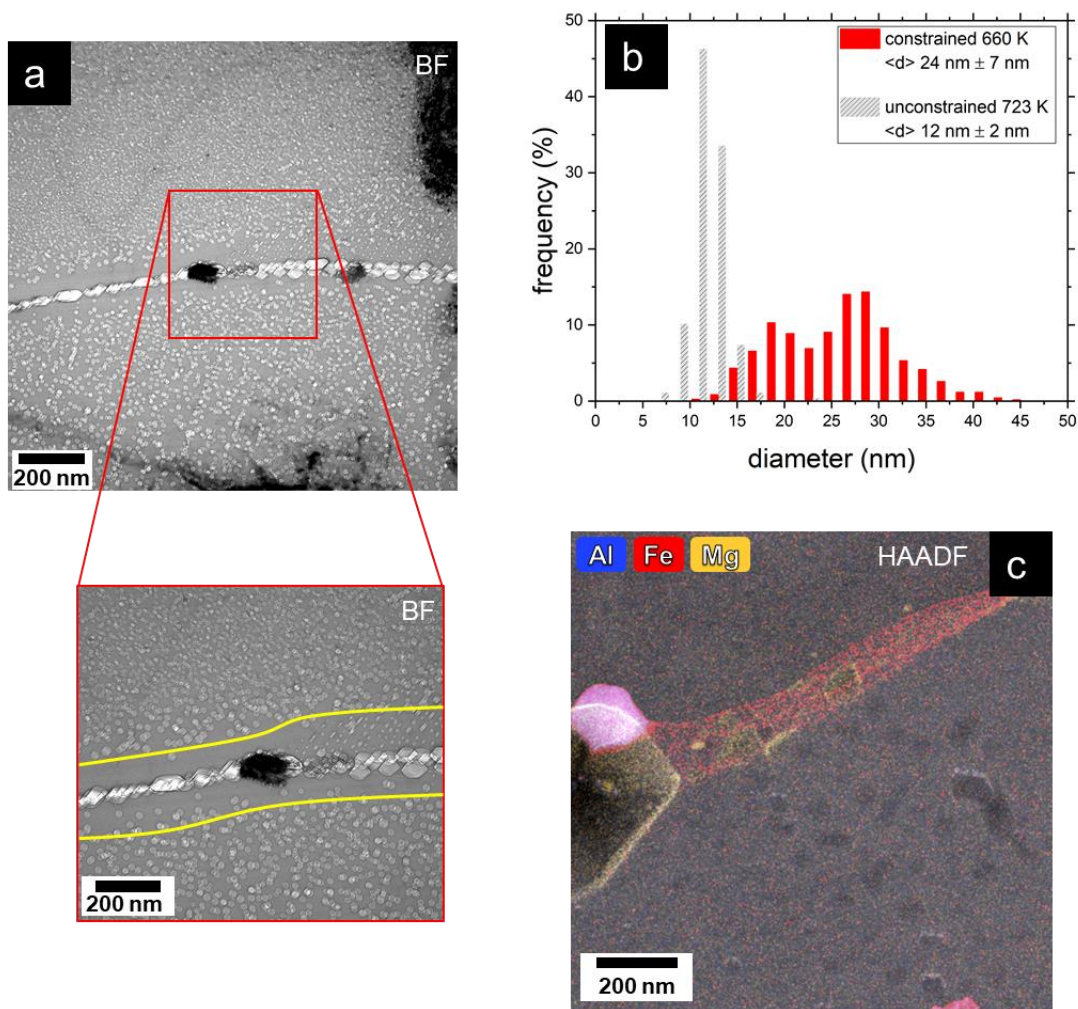 a
BF
200 nm
BF
200 nm
b
50
40
30
20
10
0
frequency (%)
constrained 660 K
<d> 24 nm ± 7 nm
unconstrained 723 K
<d> 12 nm ± 2 nm
0 5 10 15 20 25 30 35 40 45 50
diameter (nm)
Al Fe Mg
HAADF
c
200 nm